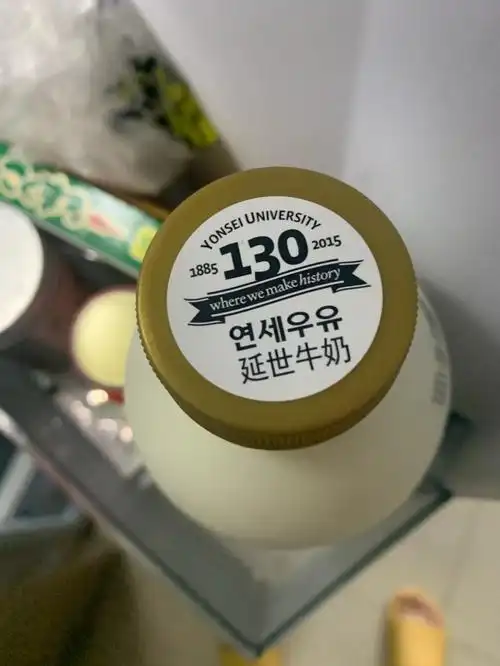 YONSEI UNIVERSITY
1885 130 2015
where we make history
연세우유
延世牛奶